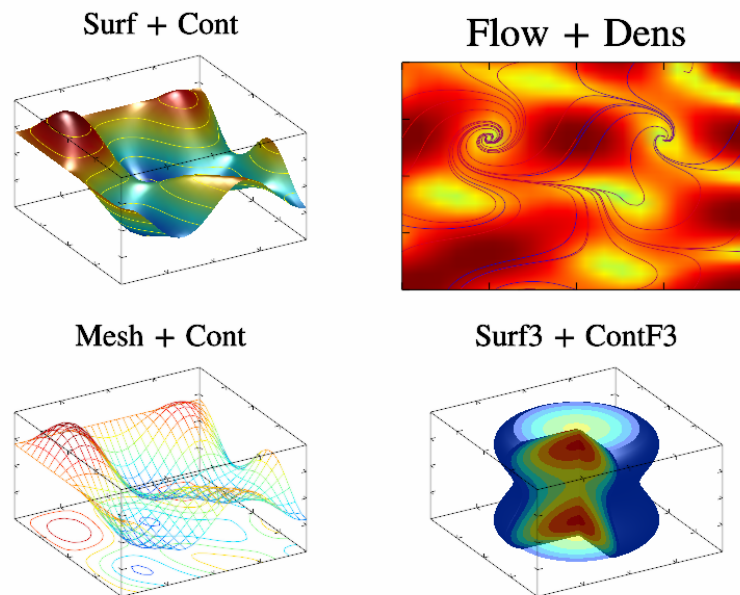 Surf + Cont
Flow + Dens
Mesh + Cont
Surf3 + ContF3